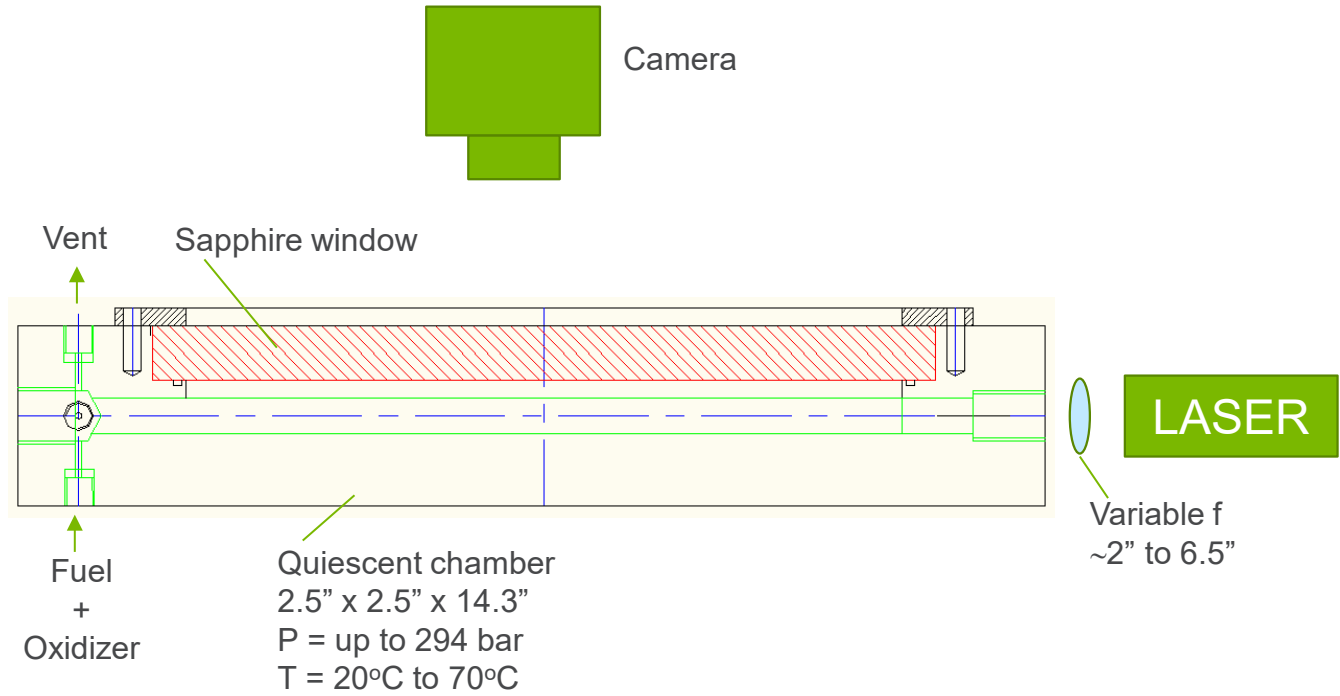 Camera
Vent
Sapphire window
LASER
Variable f
~2” to 6.5”
Fuel
+
Oxidizer
Quiescent chamber
2.5” x 2.5” x 14.3”
P = up to 294 bar
T = 20°C to 70°C